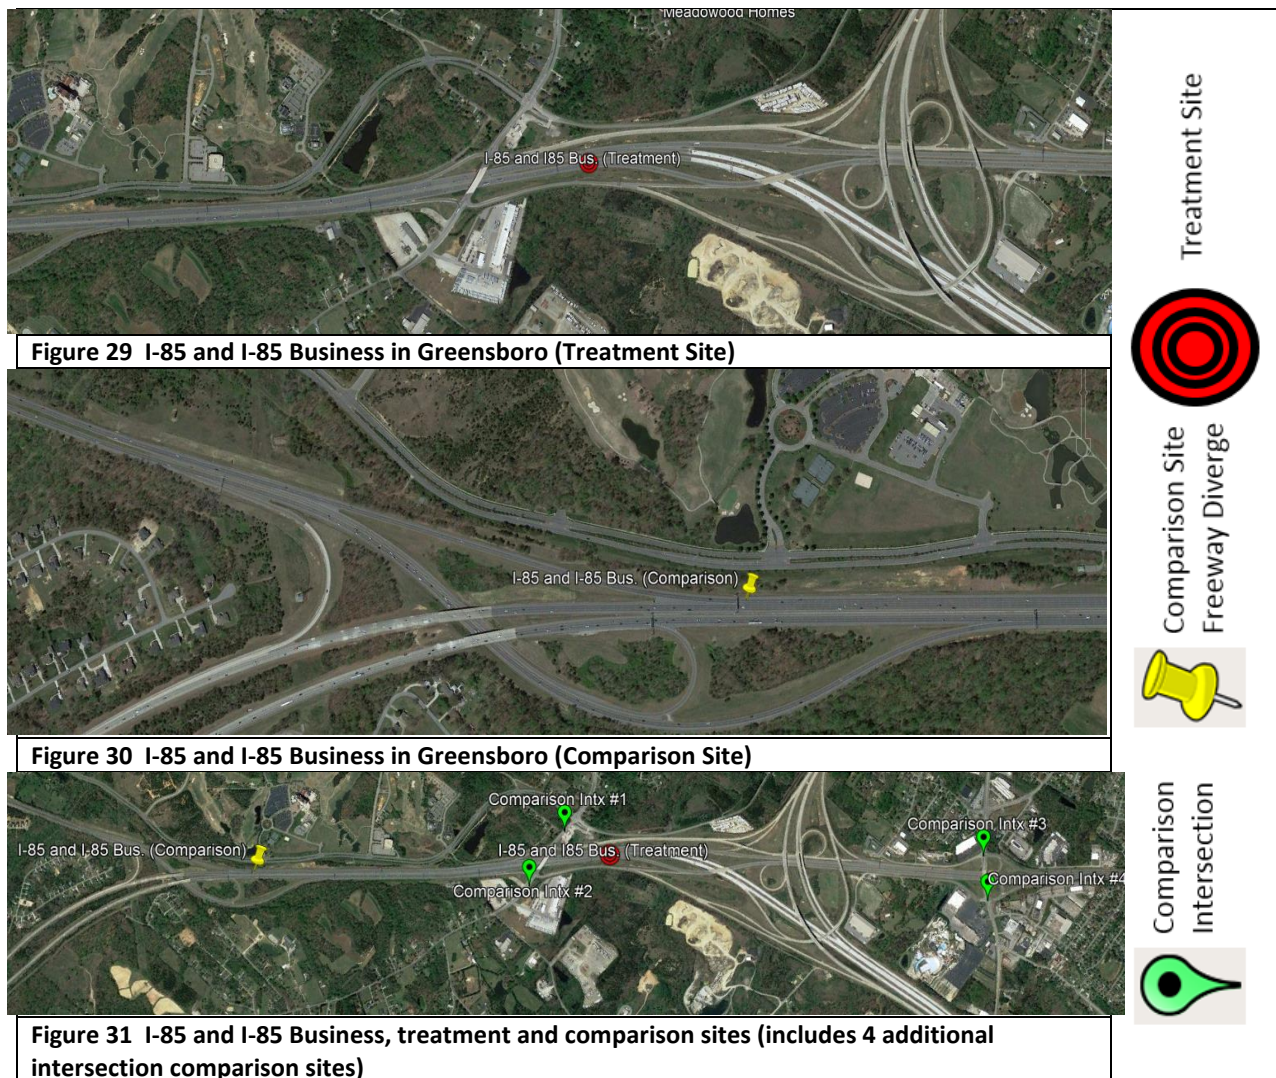 Meadowood Homes
I-85 and I85 Bus. (Treatment)
Figure 29 I-85 and I-85 Business in Greensboro (Treatment Site)
I-85 and I-85 Bus. (Comparison)
Figure 30 I-85 and I-85 Business in Greensboro (Comparison Site)
Comparison Intx #1
Comparison Intx #3
I-85 and I-85 Bus. (Comparison)
I-85 and I85 Bus. (Treatment)
Comparison Intx #4
Comparison Intx #2
Figure 31 I-85 and I-85 Business, treatment and comparison sites (includes 4 additional
intersection comparison sites)
Treatment Site
Comparison Site
Freeway Diverge
Comparison
Intersection